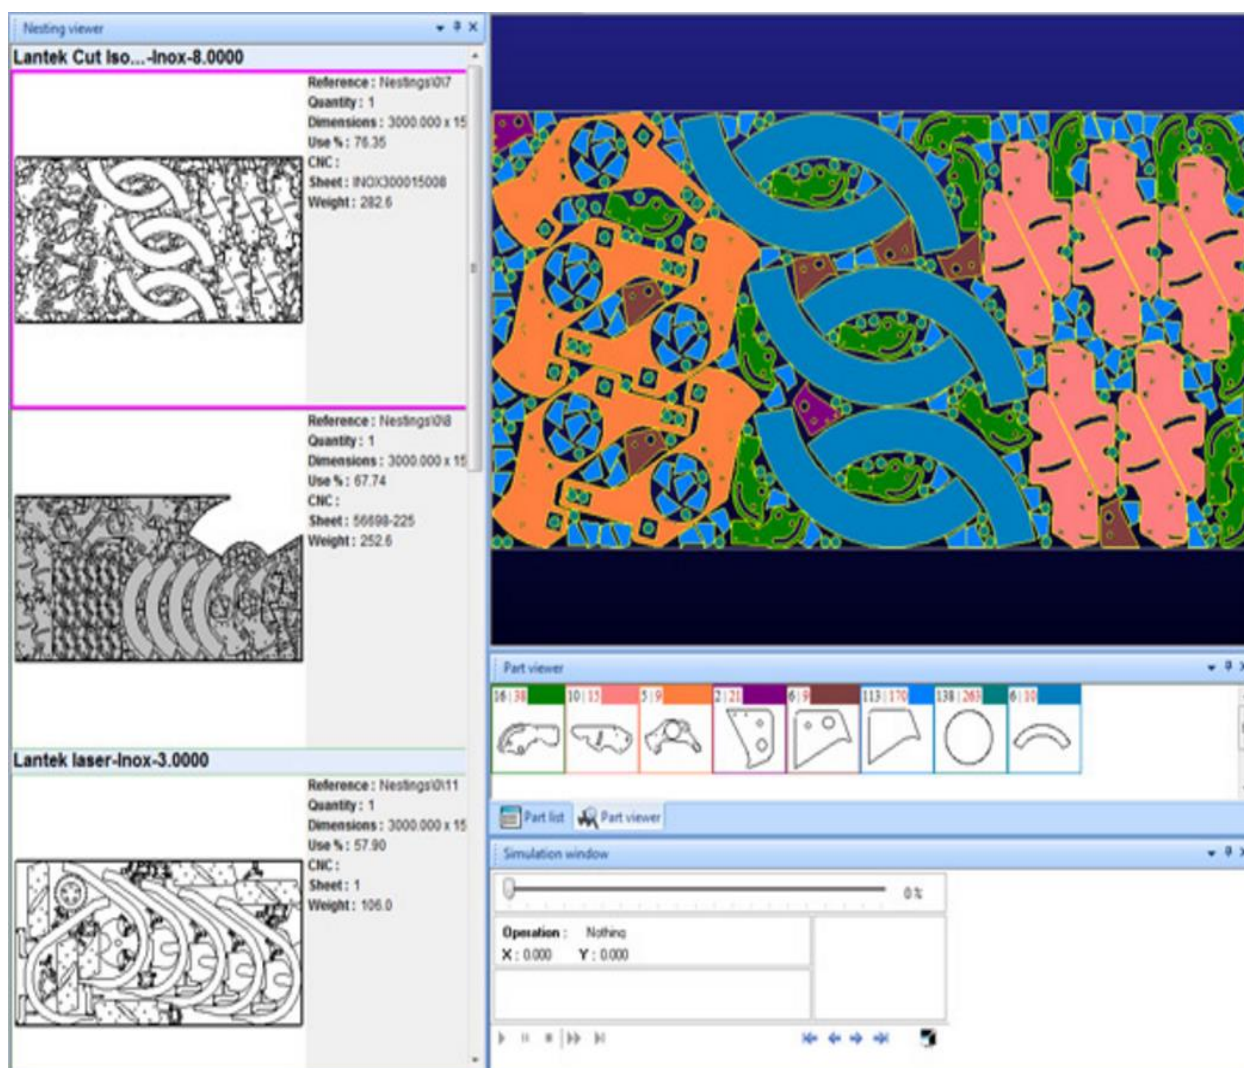 Nesting viewer
Lantek Cut Iso...-Inox-8.0000
Reference : Nestings\0\7
Quantity : 1
Dimensions : 3000.000 x 15
Use % : 76.35
CNC :
Sheet : INOX300015008
Weight : 282.6
Reference : Nestings\0\8
Quantity : 1
Dimensions : 3000.000 x 15
Use % : 67.74
CNC :
Sheet : 56698-225
Weight : 252.6
Lantek laser-Inox-3.0000
Reference : Nestings\0\11
Quantity : 1
Dimensions : 3000.000 x 15
Use % : 57.90
CNC :
Sheet : 1
Weight : 106.0
Part viewer
16 | 38 10 | 15 5 | 9 2 | 21 6 | 9 113 | 170 138 | 263 6 | 10
Part list Part viewer
Simulation window
0 %
Operation : Nothing
X : 0.000 Y : 0.000